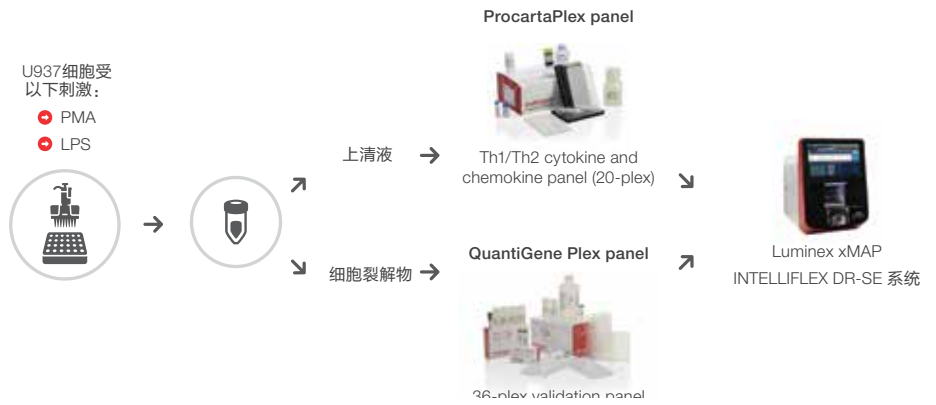 ProcartaPlex panel
U937细胞受
以下刺激：
PMA
LPS
上清液
Th1/Th2 cytokine and
chemokine panel (20-plex)
细胞裂解物
QuantiGene Plex panel
36-plex validation panel
Luminex xMAP
INTELLIFLEX DR-SE 系统